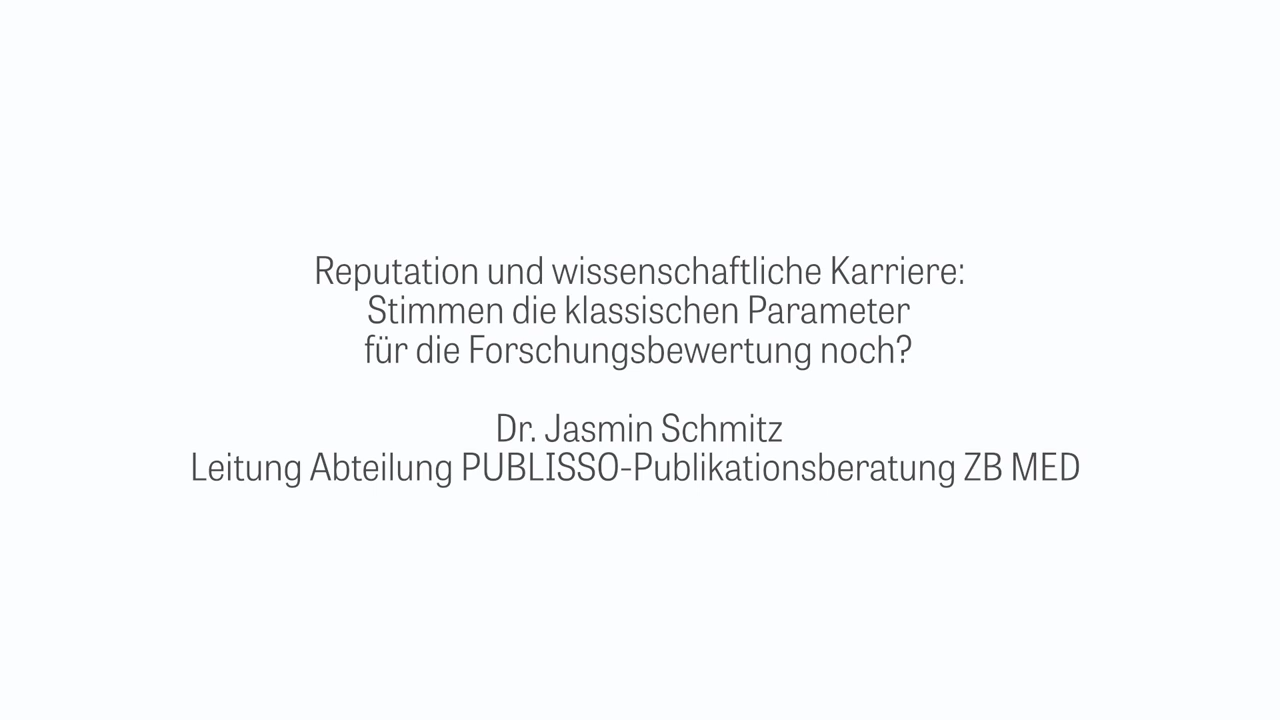 Reputation und wissenschaftliche Karriere:
Stimmen die klassischen Parameter
für die Forschungsbewertung noch?
Dr. Jasmin Schmitz
Leitung Abteilung PUBLISSO-Publikationsberatung ZB MED